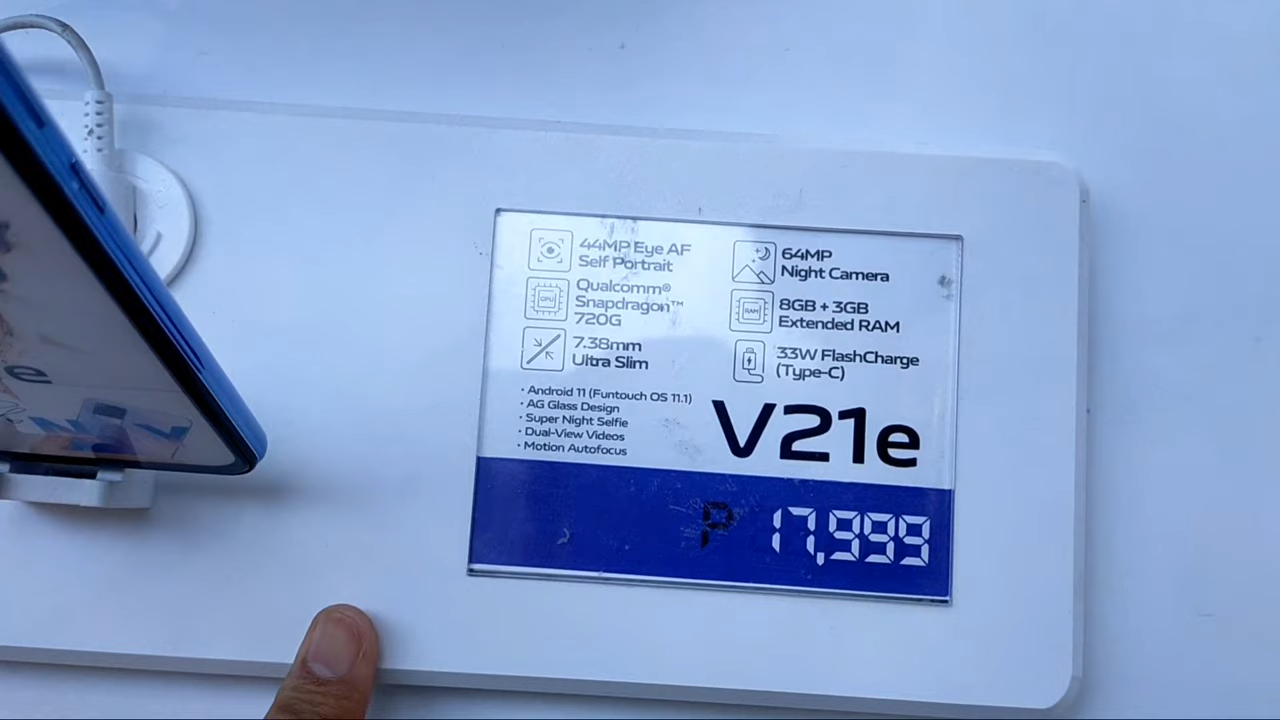 44MP Eye AF
Self Portrait
64MP
Night Camera
CPU
Qualcomm®
Snapdragon™
720G
RAM
8GB + 3GB
Extended RAM
7.38mm
Ultra Slim
33W FlashCharge
(Type-C)
· Android 11 (Funtouch OS 11.1)
· AG Glass Design
· Super Night Selfie
· Dual-View Videos
· Motion Autofocus
V21e
P 17,999
e